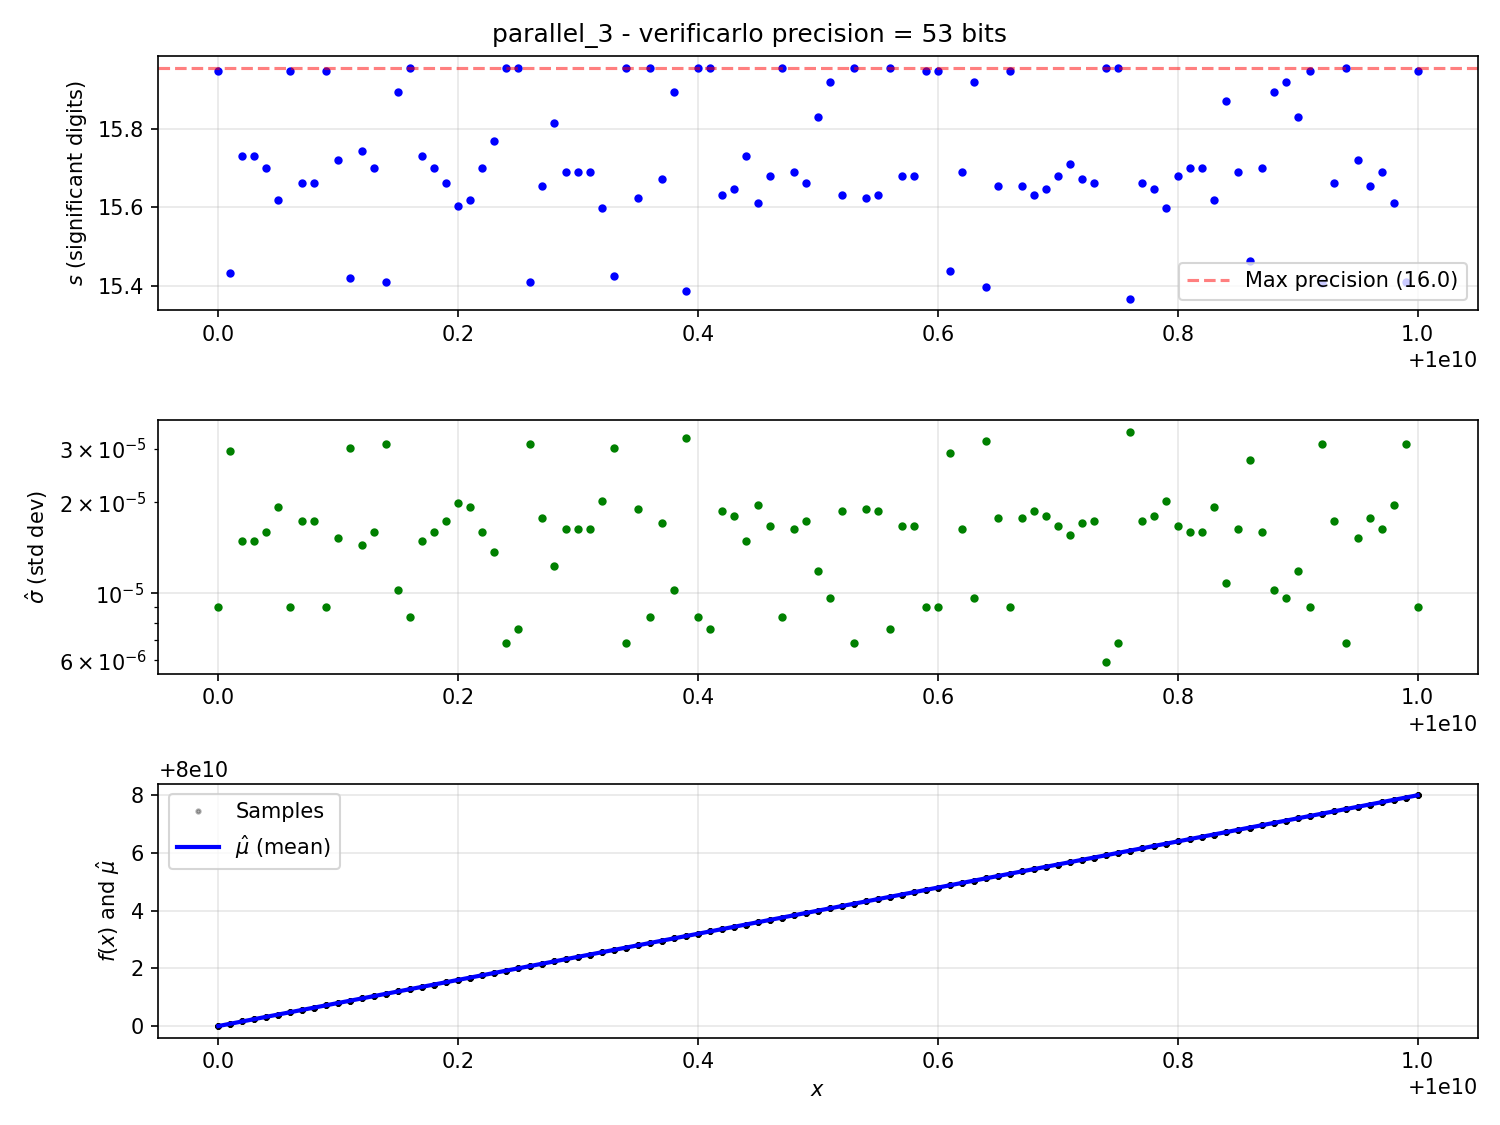 parallel_3 - verificarlo precision = 53 bits
s (significant digits)
15.8
15.6
15.4
Max precision (16.0)
0.0 0.2 0.4 0.6 0.8 1.0
+1e10
σ̂ (std dev)
3 × 10⁻⁵
2 × 10⁻⁵
10⁻⁵
6 × 10⁻⁶
0.0 0.2 0.4 0.6 0.8 1.0
+1e10
+8e10
f(x) and μ̂
8
6
4
2
0
Samples
μ̂ (mean)
0.0 0.2 0.4 0.6 0.8 1.0
+1e10
x